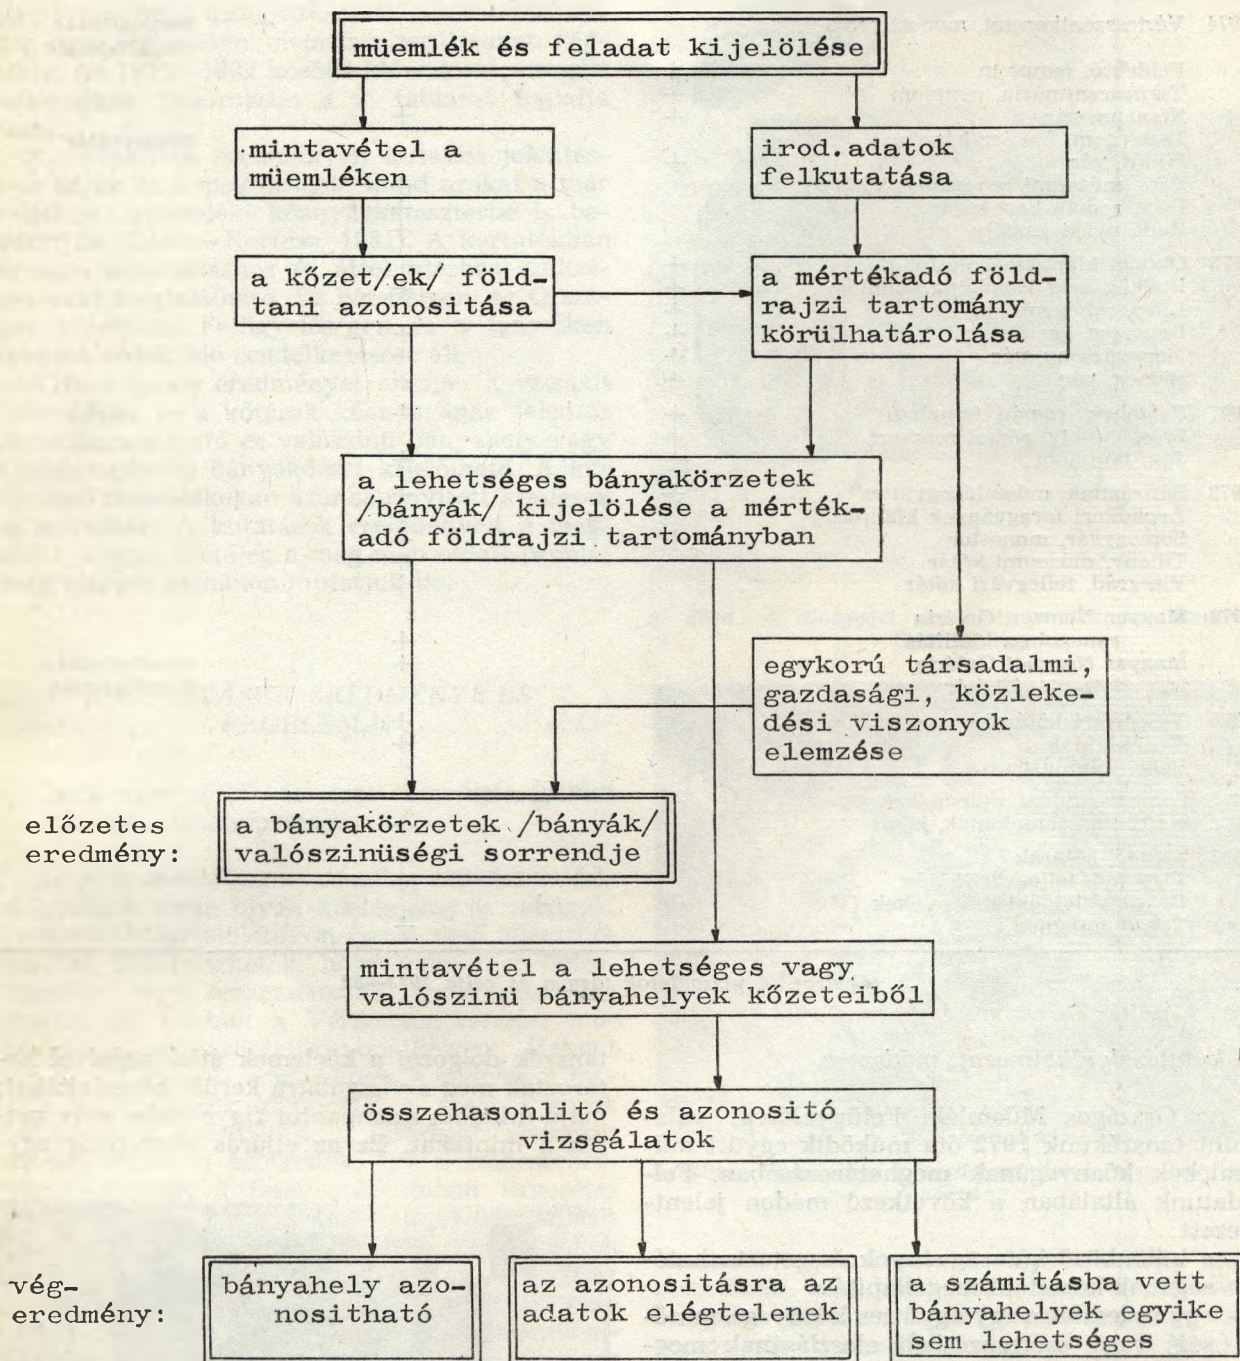 müemlék és feladat kijelölése
mintavétel a
müemléken
irod.adatok
felkutatása
a kőzet/ek/ föld-
tani azonositása
a mértékadó föld-
rajzi tartomány
körülhatárolása
a lehetséges bányakörzetek
/bányák/ kijelölése a mérték-
adó földrajzi tartományban
egykorú társadalmi,
gazdasági, közleke-
dési viszonyok
elemzése
előzetes
eredmény:
a bányakörzetek /bányák/
valószinüségi sorrendje
mintavétel a lehetséges vagy
valószinü bányahelyek kőzeteiből
összehasonlitó és azonositó
vizsgálatok
vég-
eredmény:
bányahely azo-
nositható
az azonositásra az
adatok elégtelenek
a számitásba vett
bányahelyek egyike
sem lehetséges